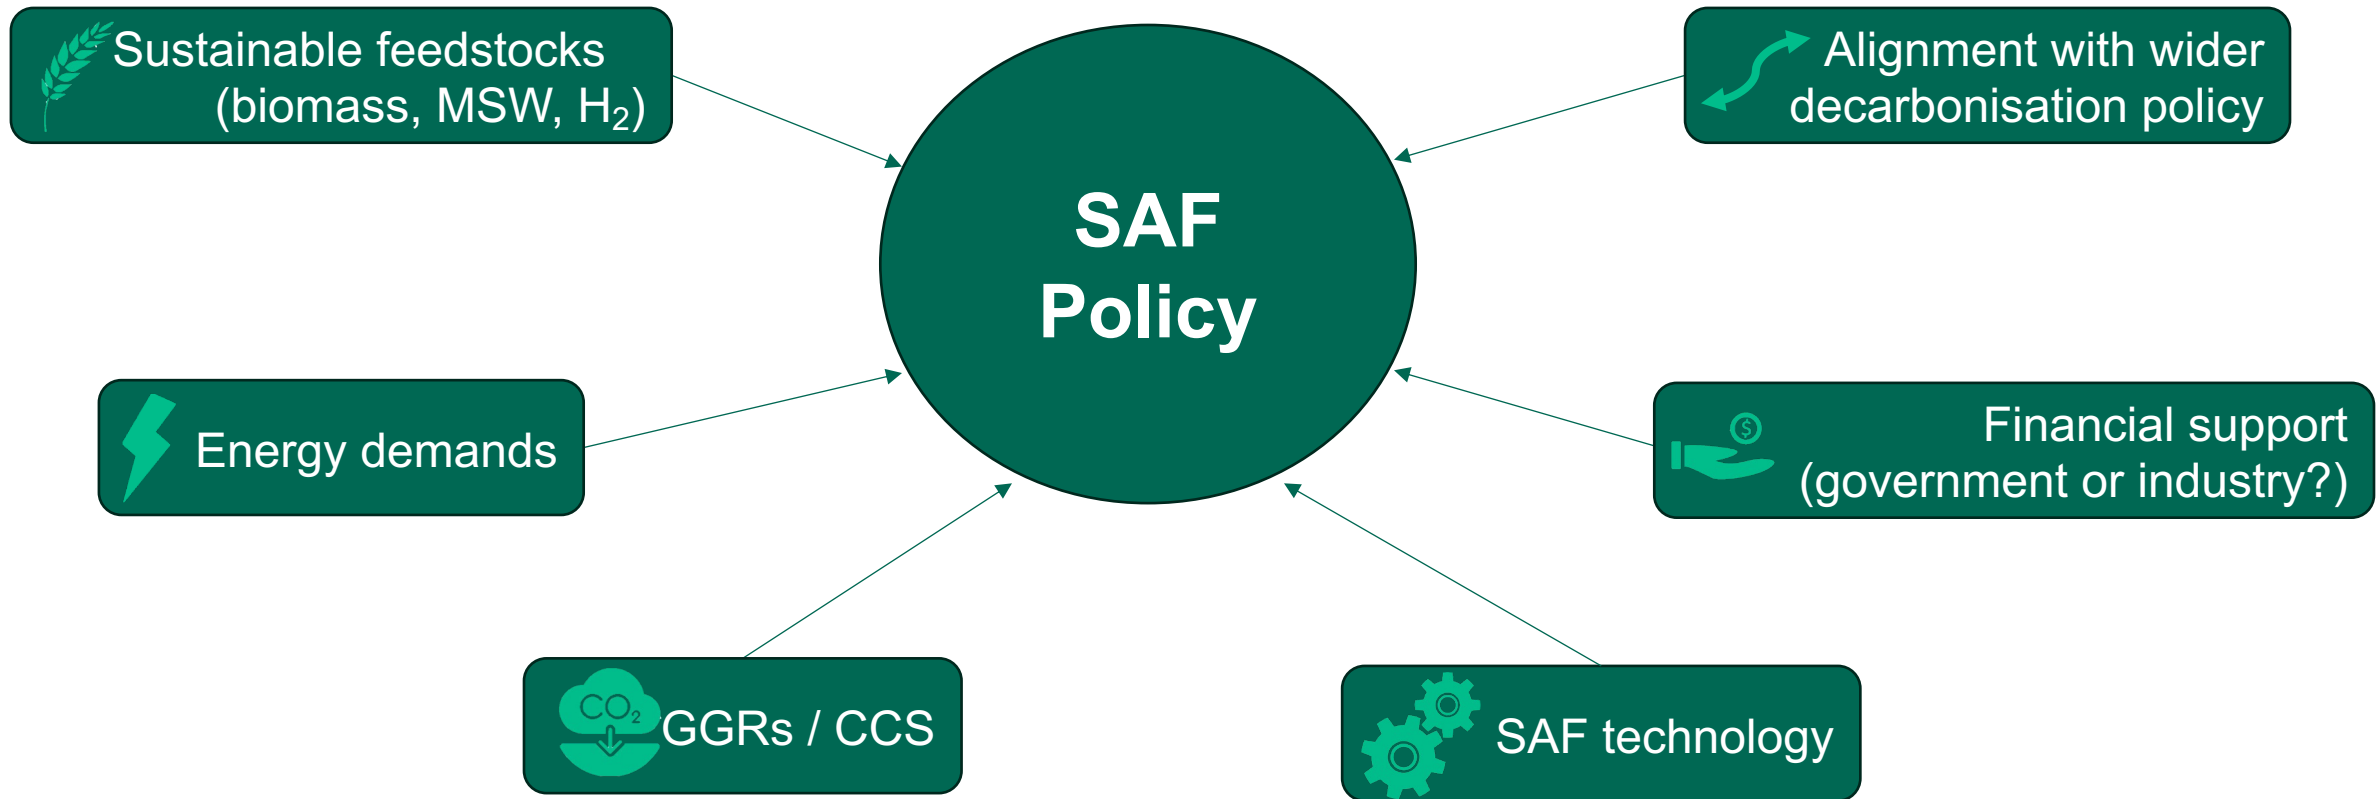 Sustainable feedstocks
(biomass, MSW, H₂)
Alignment with wider
decarbonisation policy
SAF
Policy
Energy demands
$
Financial support
(government or industry?)
CO₂
GGRs / CCS
SAF technology